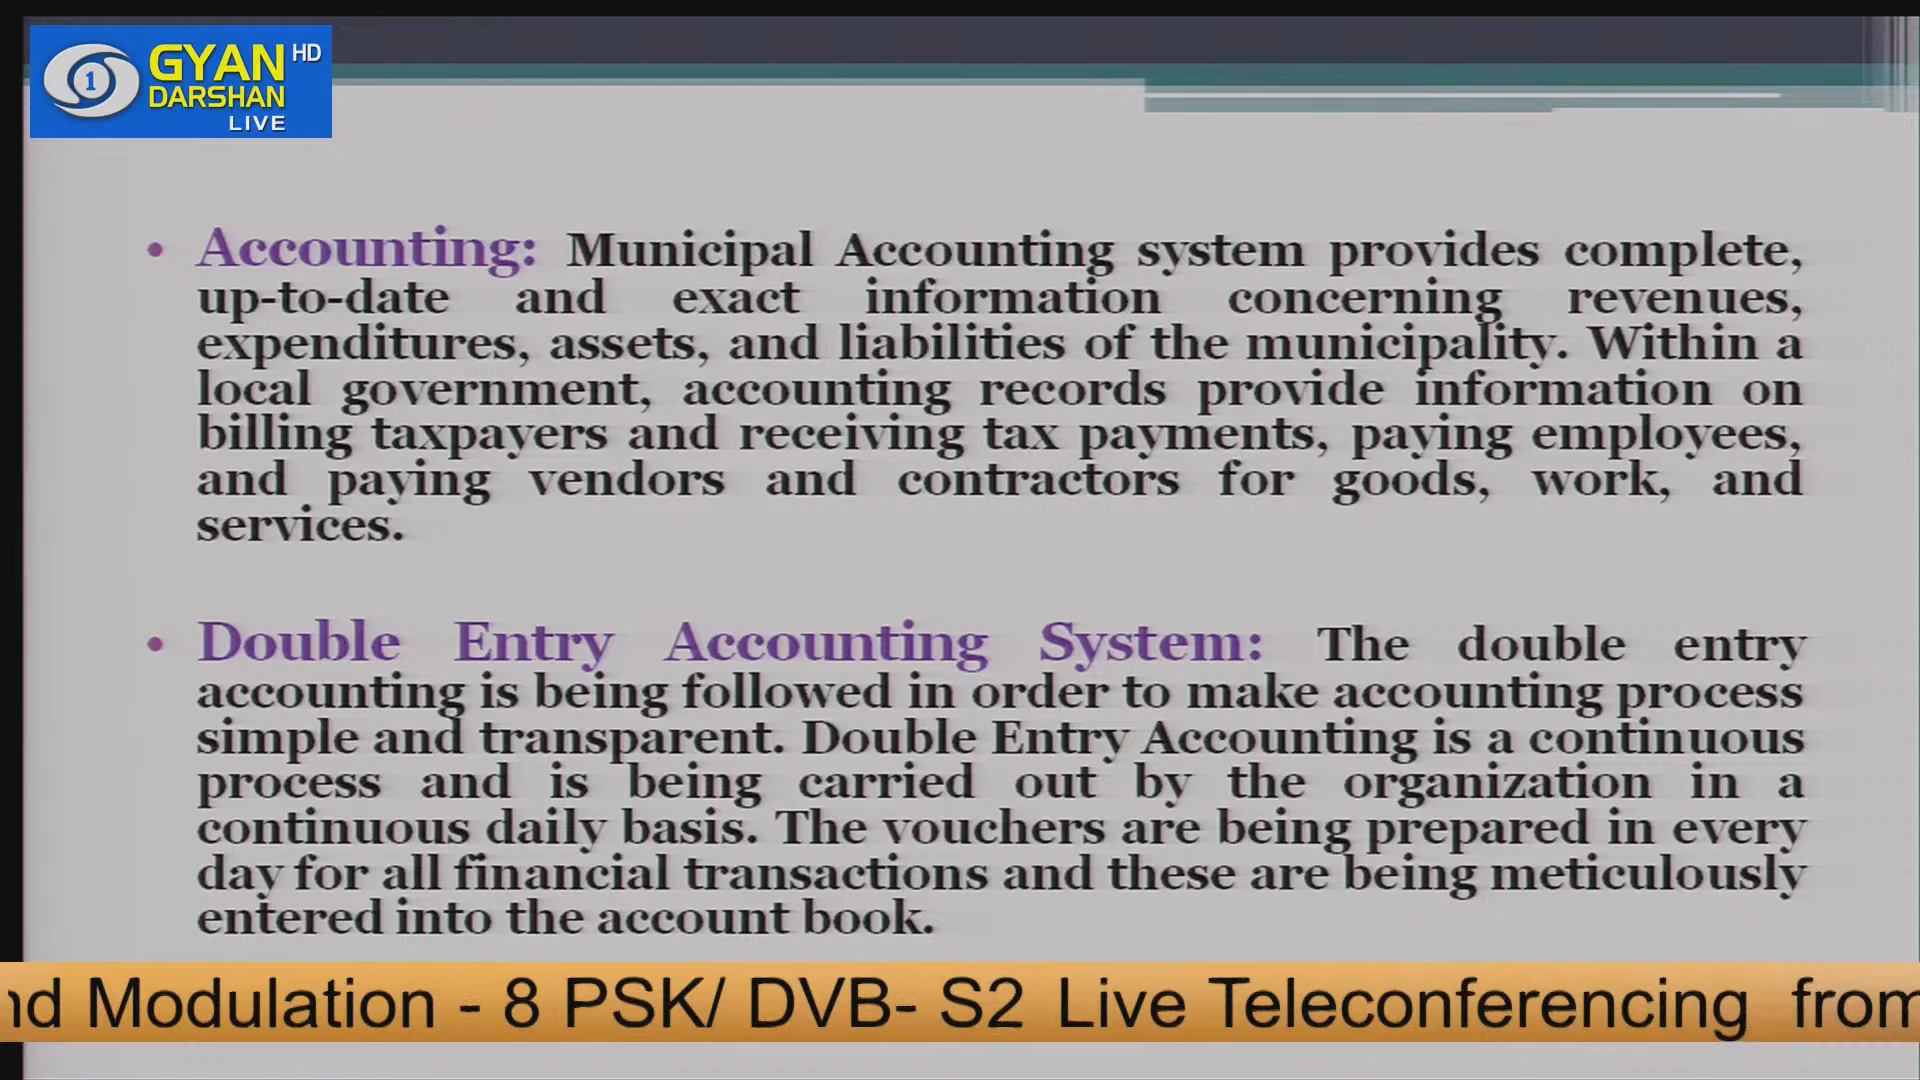 1 GYAN HD
DARSHAN
LIVE
• Accounting: Municipal Accounting system provides complete,
up-to-date and exact information concerning revenues,
expenditures, assets, and liabilities of the municipality. Within a
local government, accounting records provide information on
billing taxpayers and receiving tax payments, paying employees,
and paying vendors and contractors for goods, work, and
services.
• Double Entry Accounting System: The double entry
accounting is being followed in order to make accounting process
simple and transparent. Double Entry Accounting is a continuous
process and is being carried out by the organization in a
continuous daily basis. The vouchers are being prepared in every
day for all financial transactions and these are being meticulously
entered into the account book.
Modulation - 8 PSK/ DVB- S2 Live Teleconferencing from